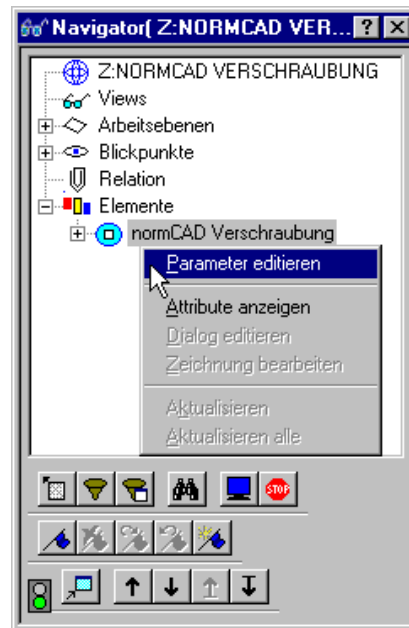 Navigator[ Z:NORMCAD VER...
Z:NORMCAD VERSCHRAUBUNG
Views
Arbeitsebenen
Blickpunkte
Relation
Elemente
normCAD Verschraubung
Parameter editieren
Attribute anzeigen
Dialog editieren
Zeichnung bearbeiten
Aktualisieren
Aktualisieren alle
STOP